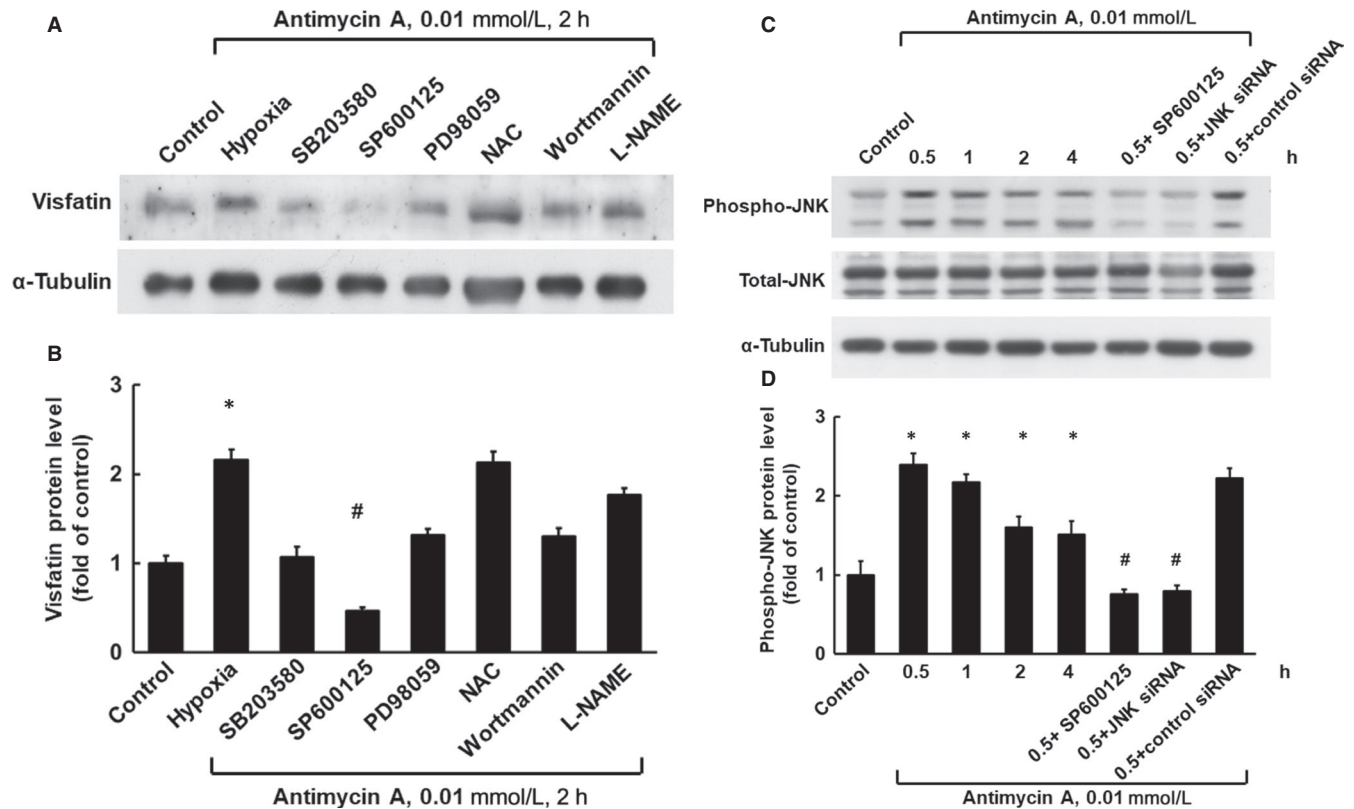 A
Antimycin A, 0.01 mmol/L, 2 h
Control
Hypoxia
SB203580
SP600125
PD98059
NAC
Wortmannin
L-NAME
Visfatin
α-Tubulin
B
Visfatin protein level
(fold of control)
3
2
1
0
*
#
Control
Hypoxia
SB203580
SP600125
PD98059
NAC
Wortmannin
L-NAME
Antimycin A, 0.01 mmol/L, 2 h
C
Antimycin A, 0.01 mmol/L
Control
0.5
1
2
4
0.5+ SP600125
0.5+JNK siRNA
0.5+control siRNA
h
Phospho-JNK
Total-JNK
α-Tubulin
D
Phospho-JNK protein level
(fold of control)
3
2
1
0
* * * *
# #
Control
0.5
1
2
4
0.5+ SP600125
0.5+JNK siRNA
0.5+control siRNA
h
Antimycin A, 0.01 mmol/L